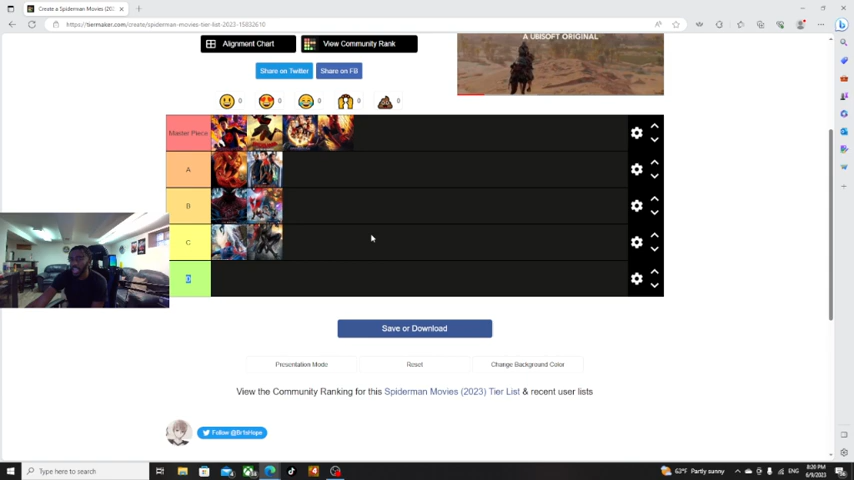 Create a Spiderman Movies (202
https://tiermaker.com/create/spiderman-movies-tier-list-2023-15832610
A UBISOFT ORIGINAL
Alignment Chart
View Community Rank
Share on Twitter
Share on FB
0
0
0
0
0
Master Piece
A
B
C
D
Save or Download
Presentation Mode
Reset
Change Background Color
View the Community Ranking for this Spiderman Movies (2023) Tier List & recent user lists
Follow @BrtsHope
Type here to search
63°F Partly sunny
ENG
8:20 PM
6/9/2023